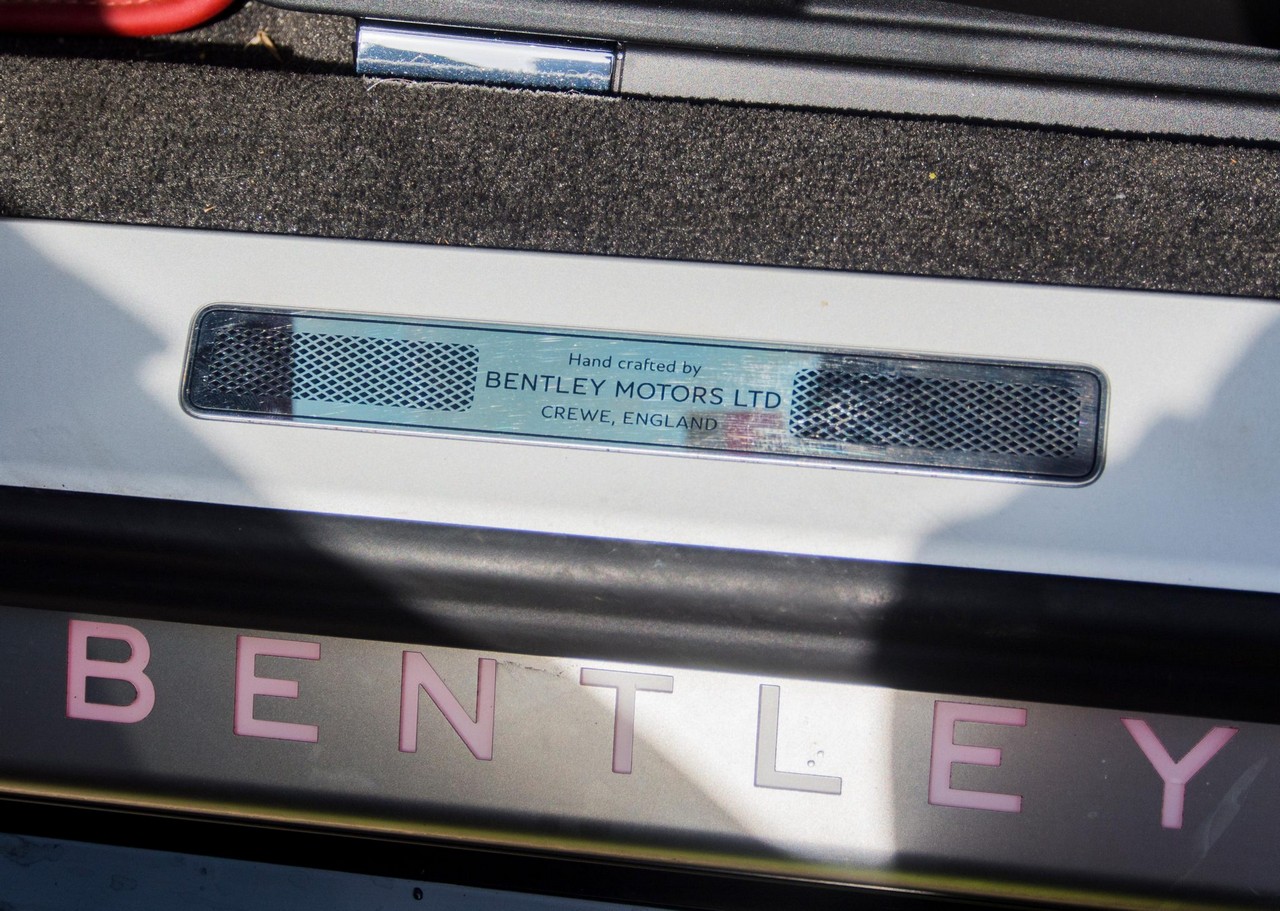 Hand crafted by
BENTLEY MOTORS LTD
CREWE, ENGLAND
BENTLEY